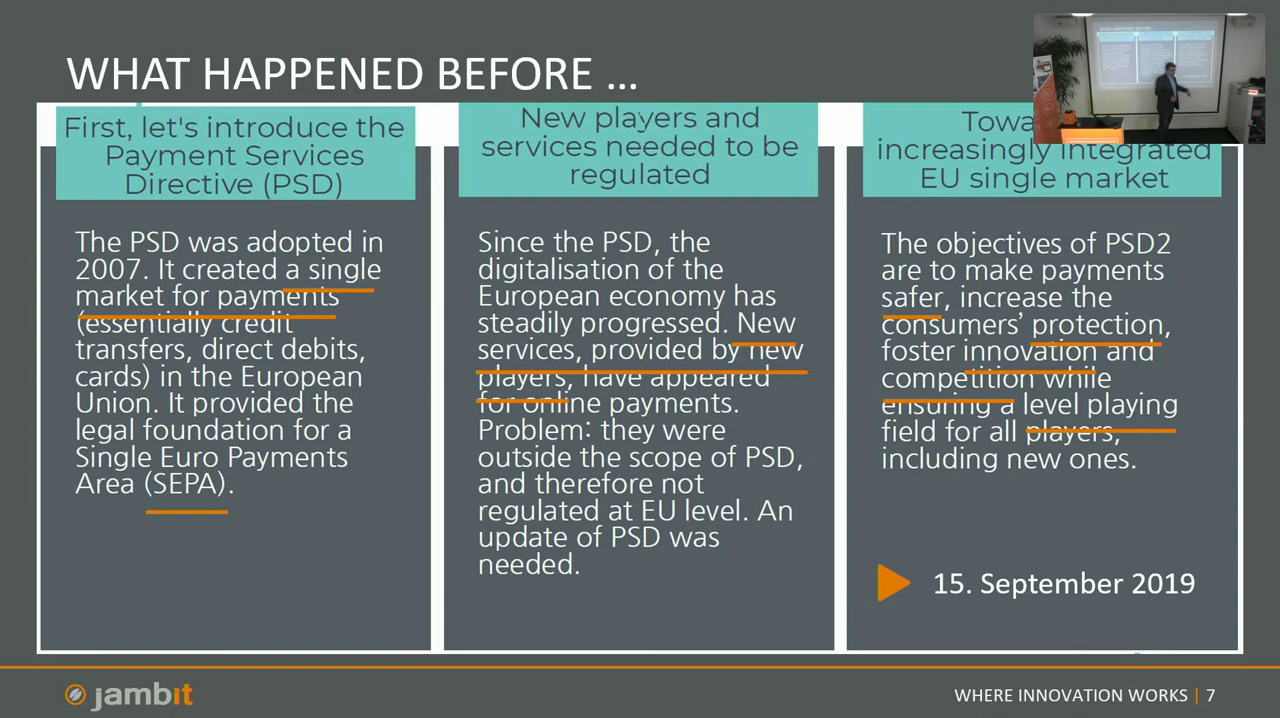 WHAT HAPPENED BEFORE ...
First, let's introduce the
Payment Services
Directive (PSD)
The PSD was adopted in
2007. It created a single
market for payments
(essentially credit
transfers, direct debits,
cards) in the European
Union. It provided the
legal foundation for a
Single Euro Payments
Area (SEPA).
New players and
services needed to be
regulated
Since the PSD, the
digitalisation of the
European economy has
steadily progressed. New
services, provided by new
players, have appeared
for online payments.
Problem: they were
outside the scope of PSD,
and therefore not
regulated at EU level. An
update of PSD was
needed.
increasingly integrated
EU single market
The objectives of PSD2
are to make payments
safer, increase the
consumers’ protection,
foster innovation and
competition while
ensuring a level playing
field for all players,
including new ones.
15. September 2019
jambit
WHERE INNOVATION WORKS | 7